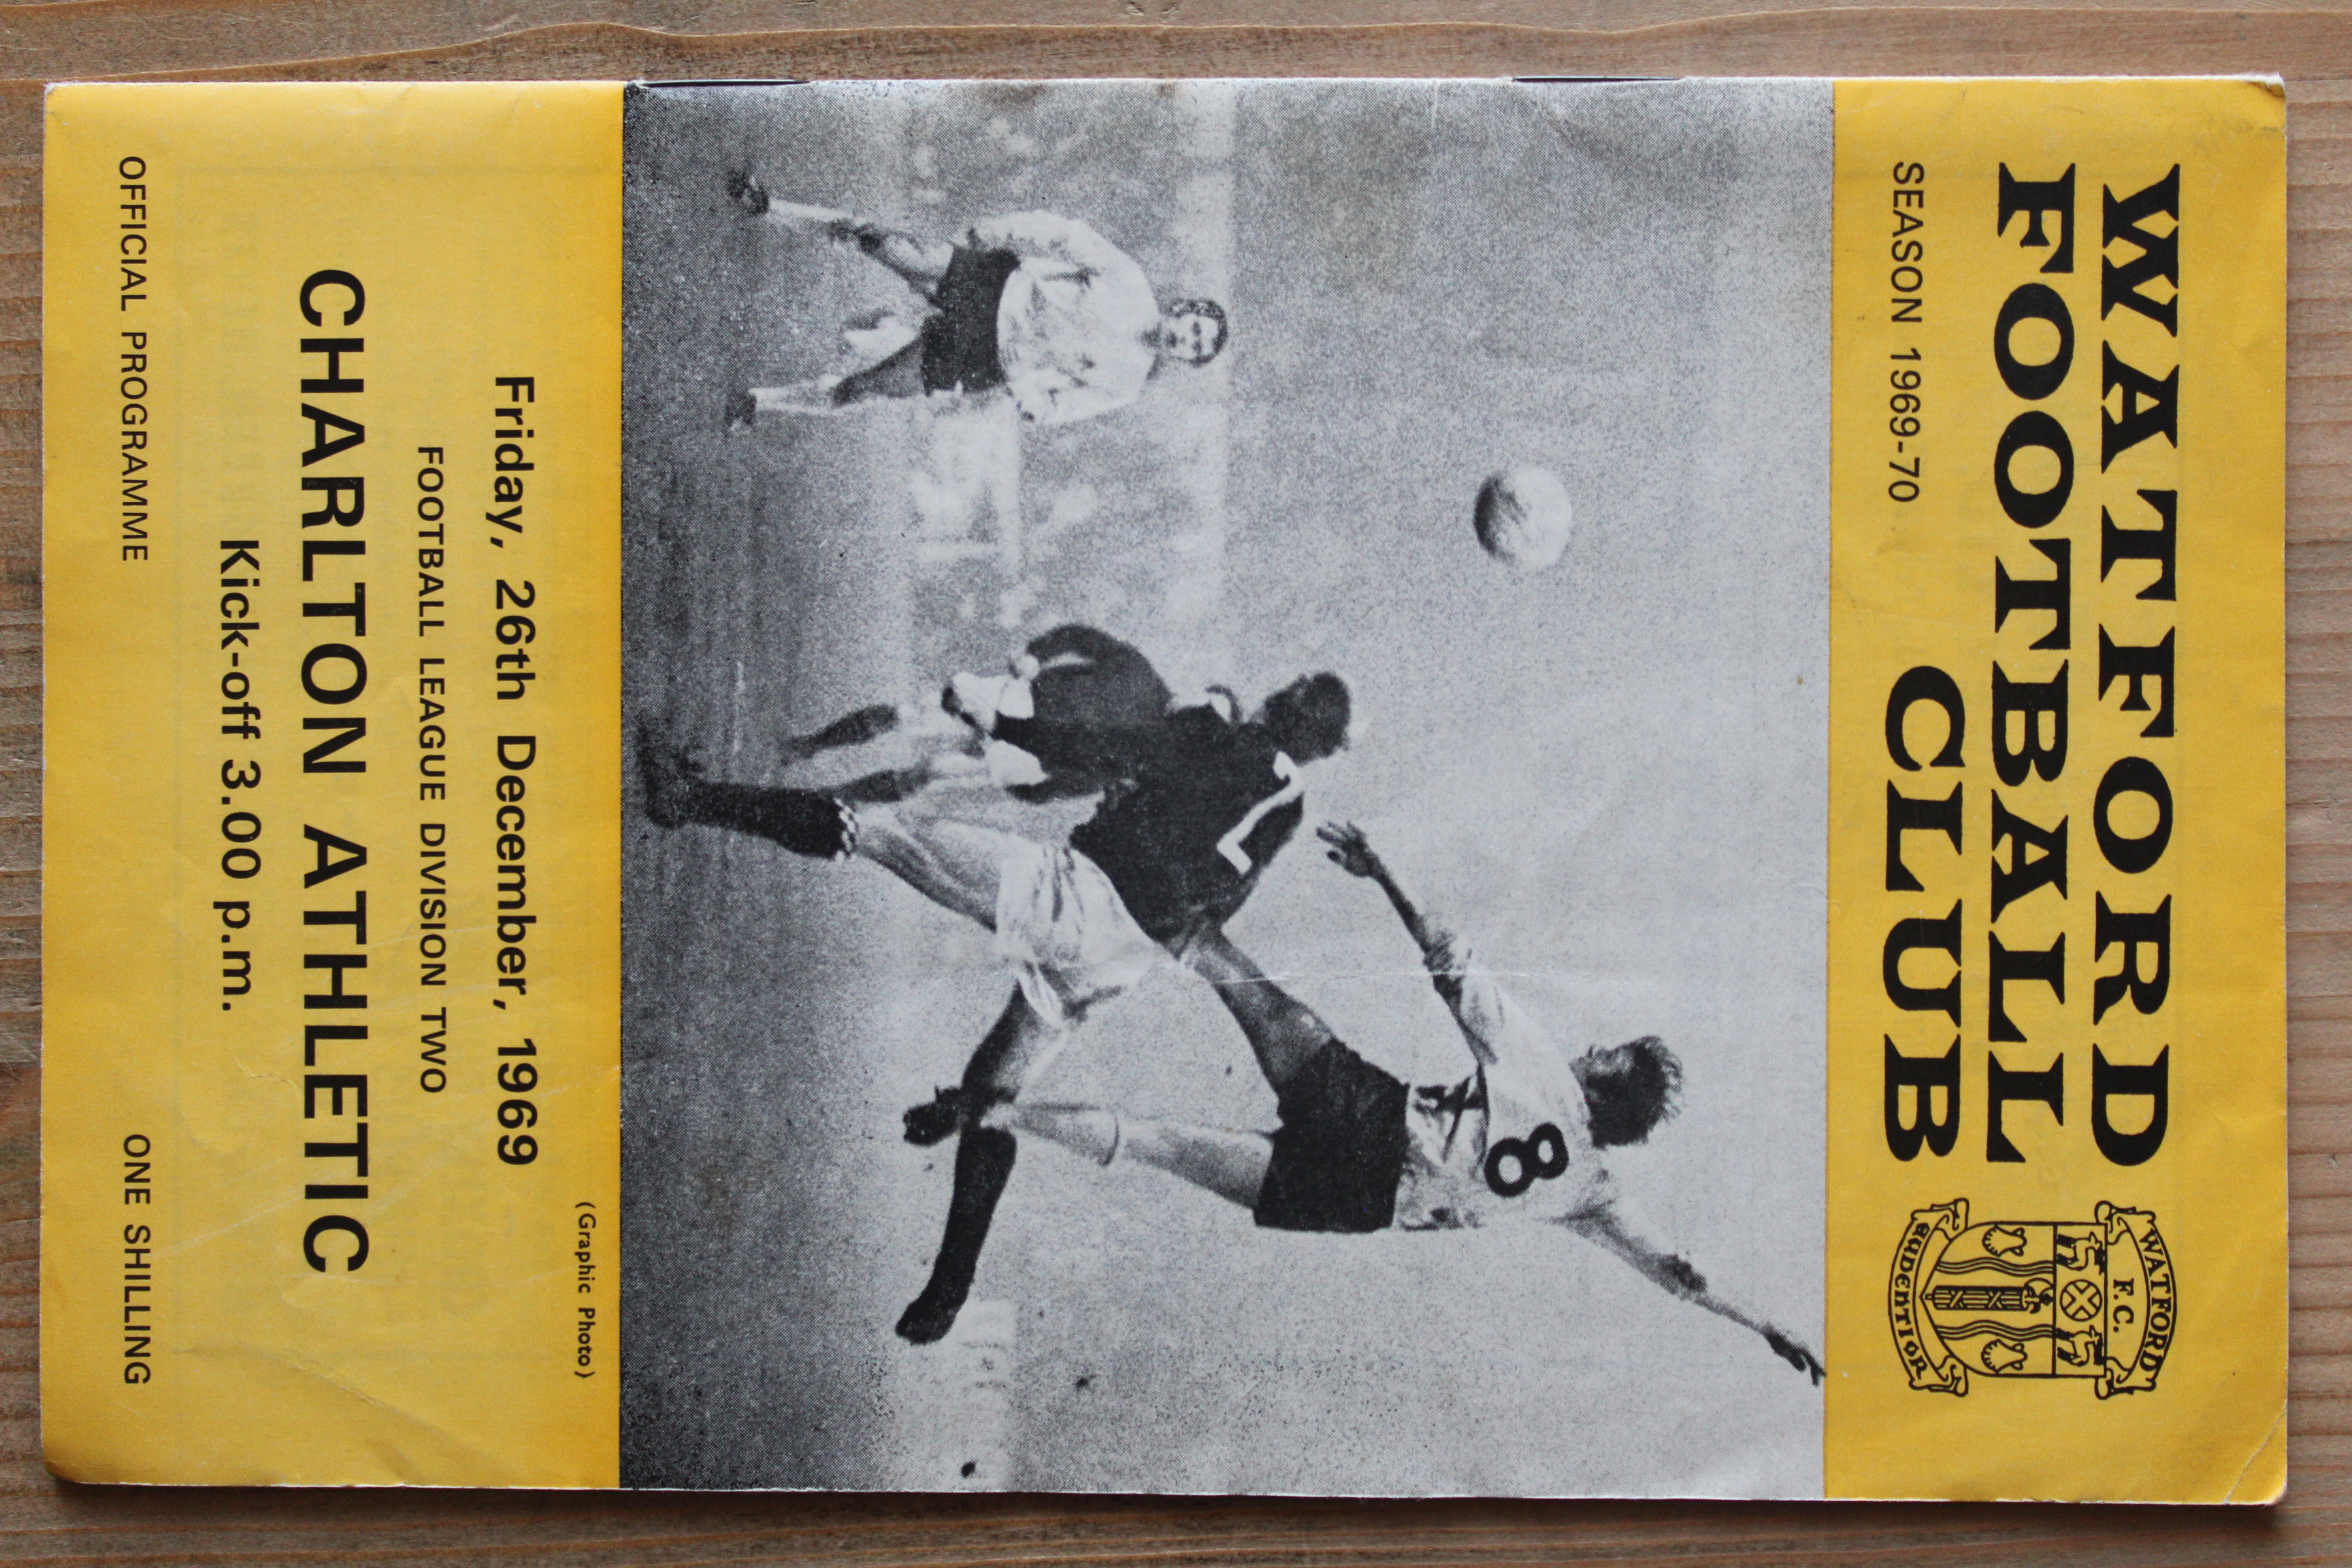 WATFORD
FOOTBALL
SEASON 1969-70 CLUB
WATFORD
F.C.
AUDENTIOR
8
(Graphic Photo)
Friday, 26th December, 1969
FOOTBALL LEAGUE DIVISION TWO
CHARLTON ATHLETIC
Kick-off 3.00 p.m.
OFFICIAL PROGRAMME ONE SHILLING